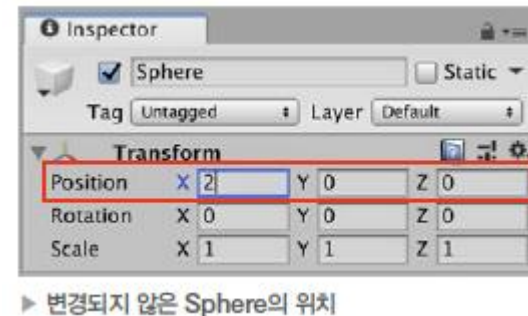 Inspector
Sphere Static
Tag Untagged Layer Default
Transform
Position X 2 Y 0 Z 0
Rotation X 0 Y 0 Z 0
Scale X 1 Y 1 Z 1
▶ 변경되지 않은 Sphere의 위치